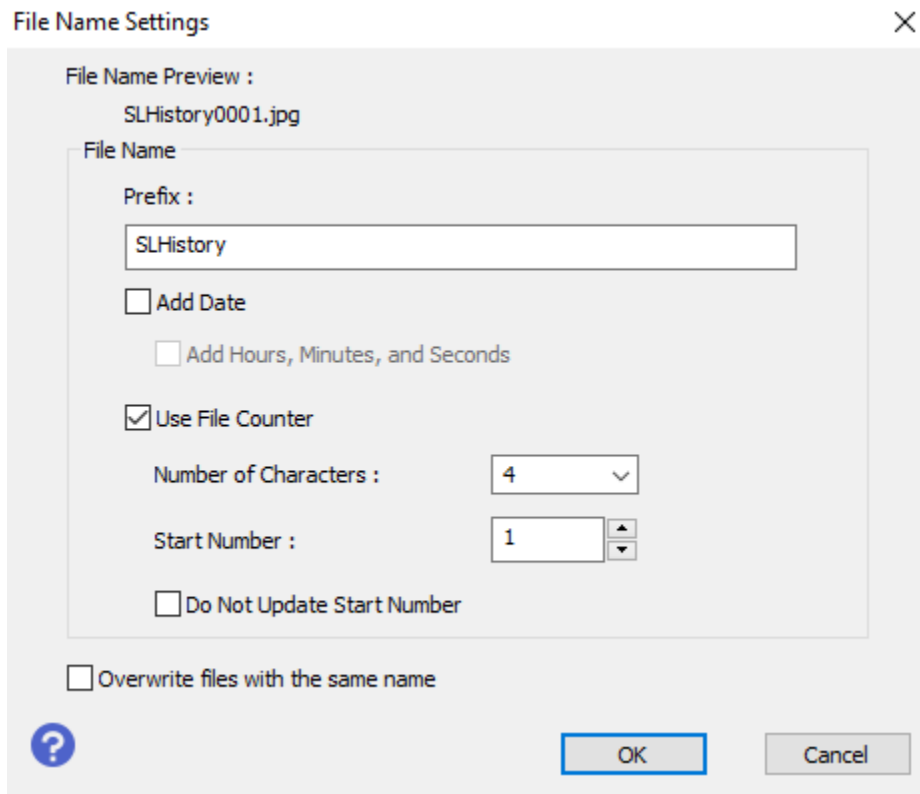 File Name Settings
File Name Preview :
SLHistory0001.jpg
File Name
Prefix :
SLHistory
Add Date
Add Hours, Minutes, and Seconds
Use File Counter
Number of Characters :
4
Start Number :
1
Do Not Update Start Number
Overwrite files with the same name
?
OK
Cancel